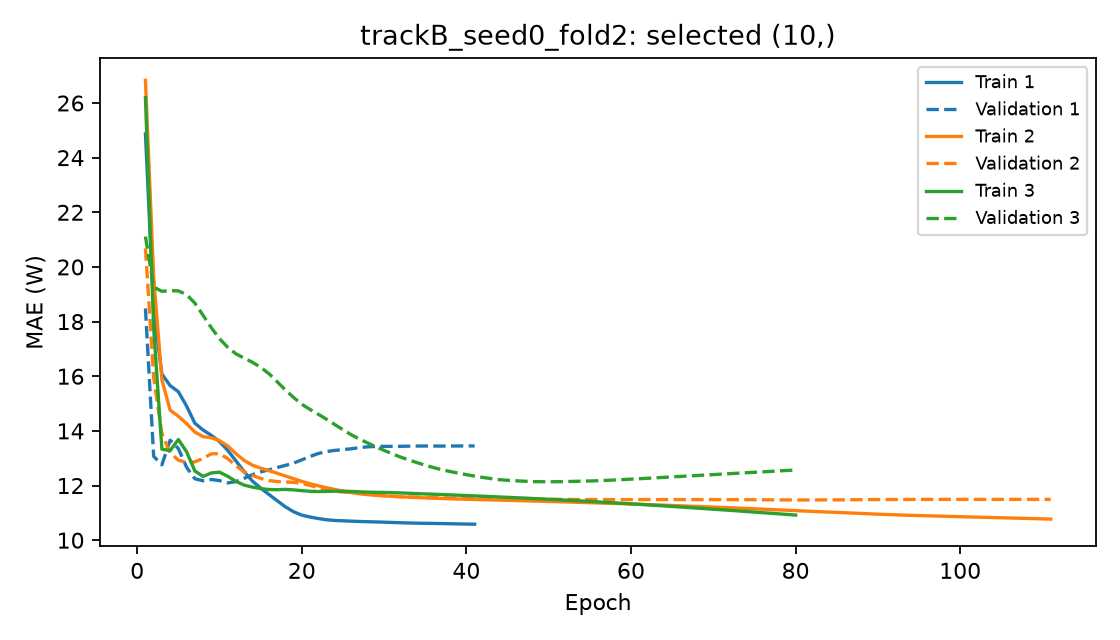 trackB_seed0_fold2: selected (10,)
MAE (W)
26
24
22
20
18
16
14
12
10
0 20 40 60 80 100
Epoch
Train 1
Validation 1
Train 2
Validation 2
Train 3
Validation 3